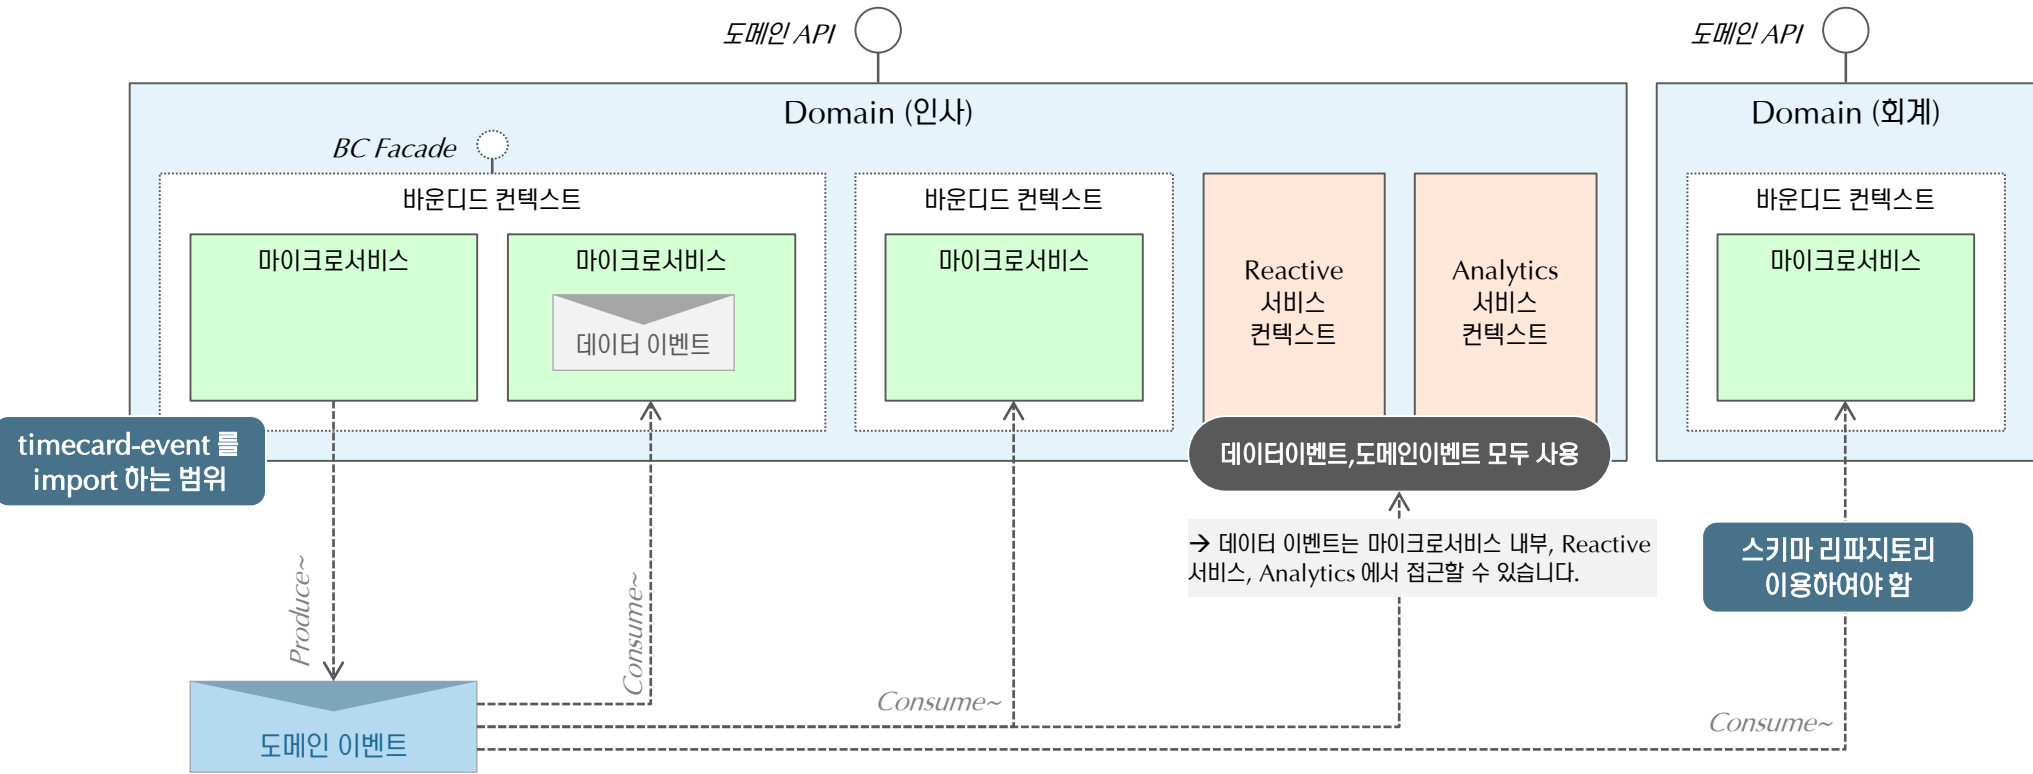 도메인 API
도메인 API
Domain (인사)
Domain (회계)
BC Facade
바운디드 컨텍스트
바운디드 컨텍스트
바운디드 컨텍스트
마이크로서비스
마이크로서비스
마이크로서비스
마이크로서비스
데이터 이벤트
Reactive
서비스
컨텍스트
Analytics
서비스
컨텍스트
timecard-event 를
import 하는 범위
데이터이벤트,도메인이벤트 모두 사용
→ 데이터 이벤트는 마이크로서비스 내부, Reactive
서비스, Analytics 에서 접근할 수 있습니다.
스키마 리파지토리
이용하여야 함
Produce~
Consume~
Consume~
Consume~
도메인 이벤트